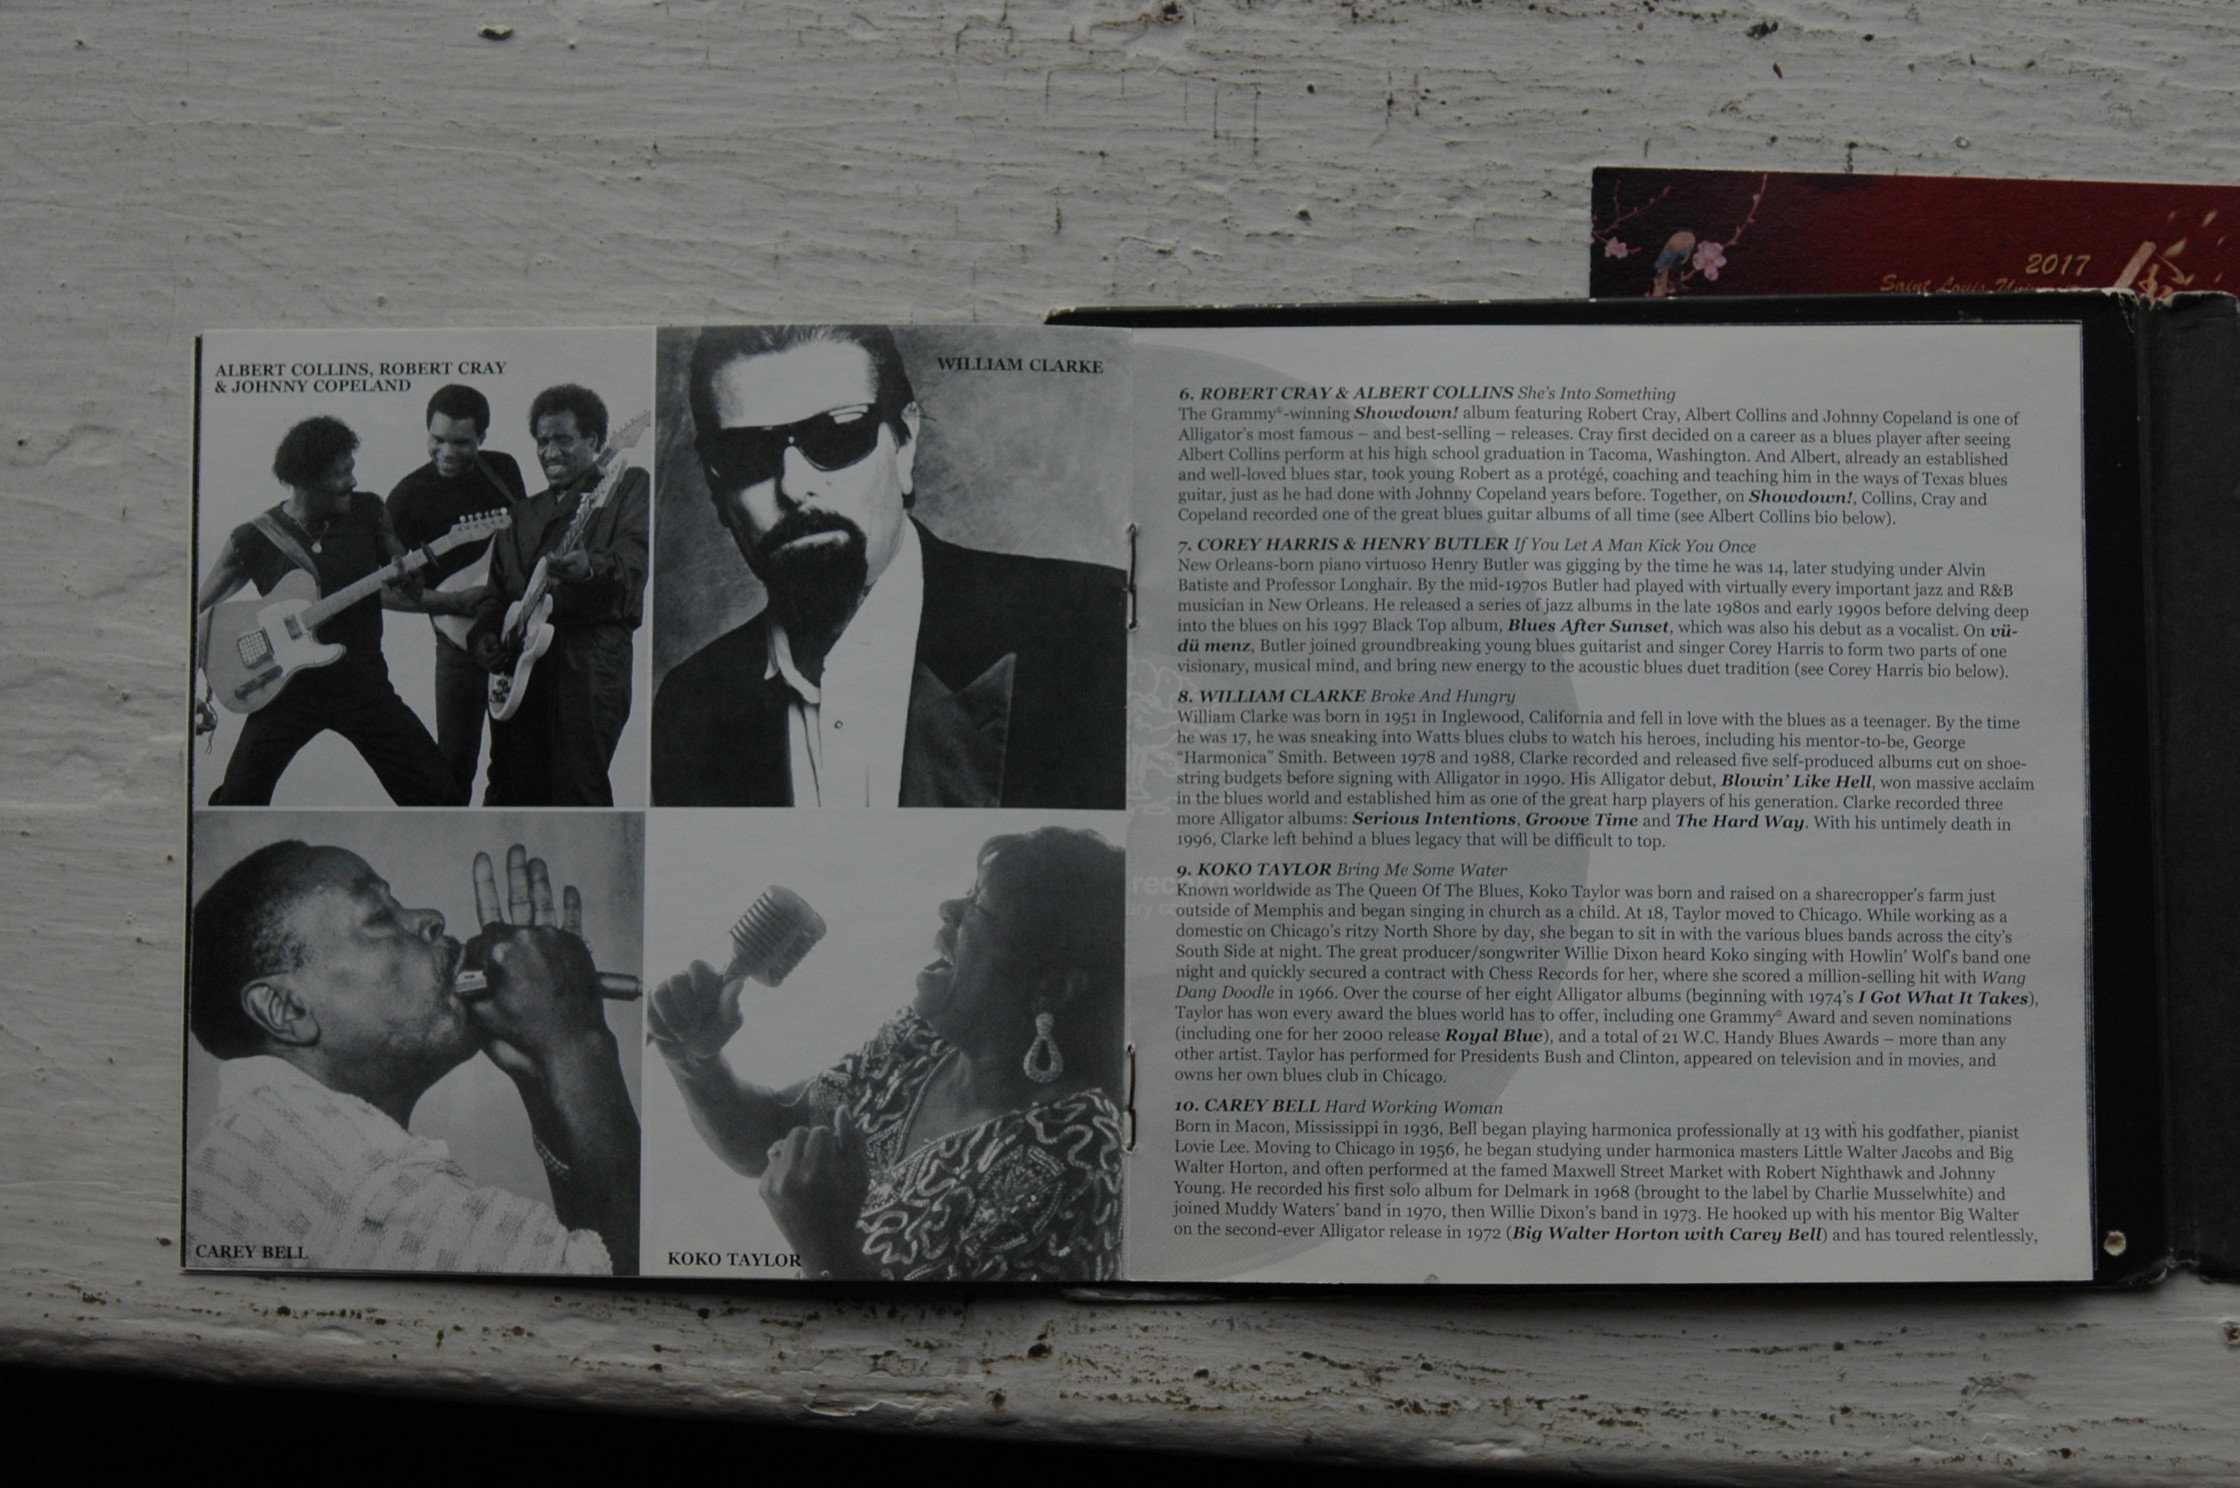 2017
Saint Louis
ALBERT COLLINS, ROBERT CRAY
& JOHNNY COPELAND
WILLIAM CLARKE
CAREY BELL
KOKO TAYLOR
6. ROBERT CRAY & ALBERT COLLINS She's Into Something
The Grammy®-winning Showdown! album featuring Robert Cray, Albert Collins and Johnny Copeland is one of
Alligator's most famous – and best-selling – releases. Cray first decided on a career as a blues player after seeing
Albert Collins perform at his high school graduation in Tacoma, Washington. And Albert, already an established
and well-loved blues star, took young Robert as a protégé, coaching and teaching him in the ways of Texas blues
guitar, just as he had done with Johnny Copeland years before. Together, on Showdown!, Collins, Cray and
Copeland recorded one of the great blues guitar albums of all time (see Albert Collins bio below).
7. COREY HARRIS & HENRY BUTLER If You Let A Man Kick You Once
New Orleans-born piano virtuoso Henry Butler was gigging by the time he was 14, later studying under Alvin
Batiste and Professor Longhair. By the mid-1970s Butler had played with virtually every important jazz and R&B
musician in New Orleans. He released a series of jazz albums in the late 1980s and early 1990s before delving deep
into the blues on his 1997 Black Top album, Blues After Sunset, which was also his debut as a vocalist. On vü-
dü menz, Butler joined groundbreaking young blues guitarist and singer Corey Harris to form two parts of one
visionary, musical mind, and bring new energy to the acoustic blues duet tradition (see Corey Harris bio below).
8. WILLIAM CLARKE Broke And Hungry
William Clarke was born in 1951 in Inglewood, California and fell in love with the blues as a teenager. By the time
he was 17, he was sneaking into Watts blues clubs to watch his heroes, including his mentor-to-be, George
"Harmonica" Smith. Between 1978 and 1988, Clarke recorded and released five self-produced albums cut on shoe-
string budgets before signing with Alligator in 1990. His Alligator debut, Blowin' Like Hell, won massive acclaim
in the blues world and established him as one of the great harp players of his generation. Clarke recorded three
more Alligator albums: Serious Intentions, Groove Time and The Hard Way. With his untimely death in
1996, Clarke left behind a blues legacy that will be difficult to top.
9. KOKO TAYLOR Bring Me Some Water
Known worldwide as The Queen Of The Blues, Koko Taylor was born and raised on a sharecropper's farm just
outside of Memphis and began singing in church as a child. At 18, Taylor moved to Chicago. While working as a
domestic on Chicago's ritzy North Shore by day, she began to sit in with the various blues bands across the city's
South Side at night. The great producer/songwriter Willie Dixon heard Koko singing with Howlin' Wolf's band one
night and quickly secured a contract with Chess Records for her, where she scored a million-selling hit with Wang
Dang Doodle in 1966. Over the course of her eight Alligator albums (beginning with 1974's I Got What It Takes),
Taylor has won every award the blues world has to offer, including one Grammy® Award and seven nominations
(including one for her 2000 release Royal Blue), and a total of 21 W.C. Handy Blues Awards – more than any
other artist. Taylor has performed for Presidents Bush and Clinton, appeared on television and in movies, and
owns her own blues club in Chicago.
10. CAREY BELL Hard Working Woman
Born in Macon, Mississippi in 1936, Bell began playing harmonica professionally at 13 with his godfather, pianist
Lovie Lee. Moving to Chicago in 1956, he began studying under harmonica masters Little Walter Jacobs and Big
Walter Horton, and often performed at the famed Maxwell Street Market with Robert Nighthawk and Johnny
Young. He recorded his first solo album for Delmark in 1968 (brought to the label by Charlie Musselwhite) and
joined Muddy Waters' band in 1970, then Willie Dixon's band in 1973. He hooked up with his mentor Big Walter
on the second-ever Alligator release in 1972 (Big Walter Horton with Carey Bell) and has toured relentlessly,